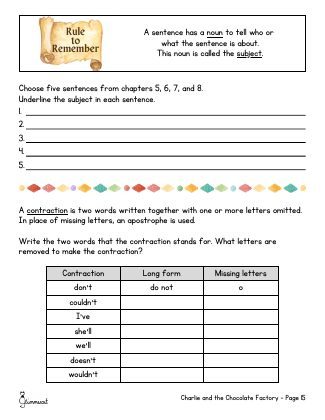 Rule
to
Remember
A sentence has a noun to tell who or
what the sentence is about.
This noun is called the subject.
Choose five sentences from chapters 5, 6, 7, and 8.
Underline the subject in each sentence.
1.
2.
3.
4.
5.
A contraction is two words written together with one or more letters omitted.
In place of missing letters, an apostrophe is used.
Write the two words that the contraction stands for. What letters are
removed to make the contraction?
Contraction Long form Missing letters
don't do not o
couldn't
I've
she'll
we'll
doesn't
wouldn't
Charlie and the Chocolate Factory - Page 15